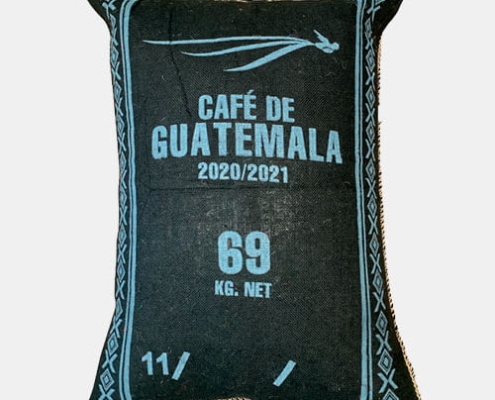 CAFÉ DE
GUATEMALA
2020/2021
69
KG. NET
11/ /